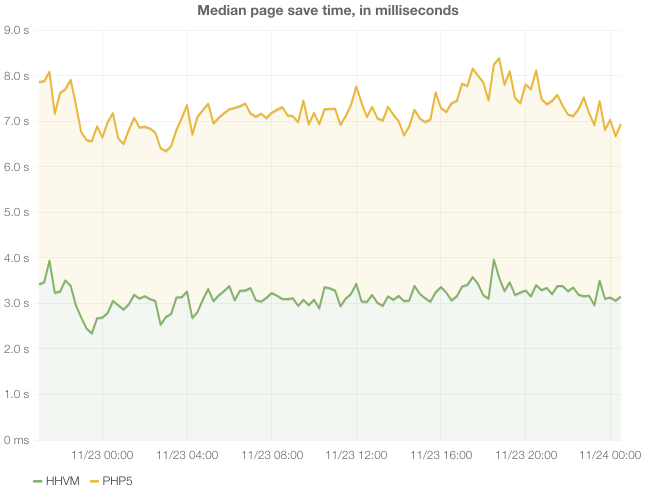 Median page save time, in milliseconds
9.0 s
8.0 s
7.0 s
6.0 s
5.0 s
4.0 s
3.0 s
2.0 s
1.0 s
0 ms
11/23 00:00 11/23 04:00 11/23 08:00 11/23 12:00 11/23 16:00 11/23 20:00 11/24 00:00
HHVM PHP5